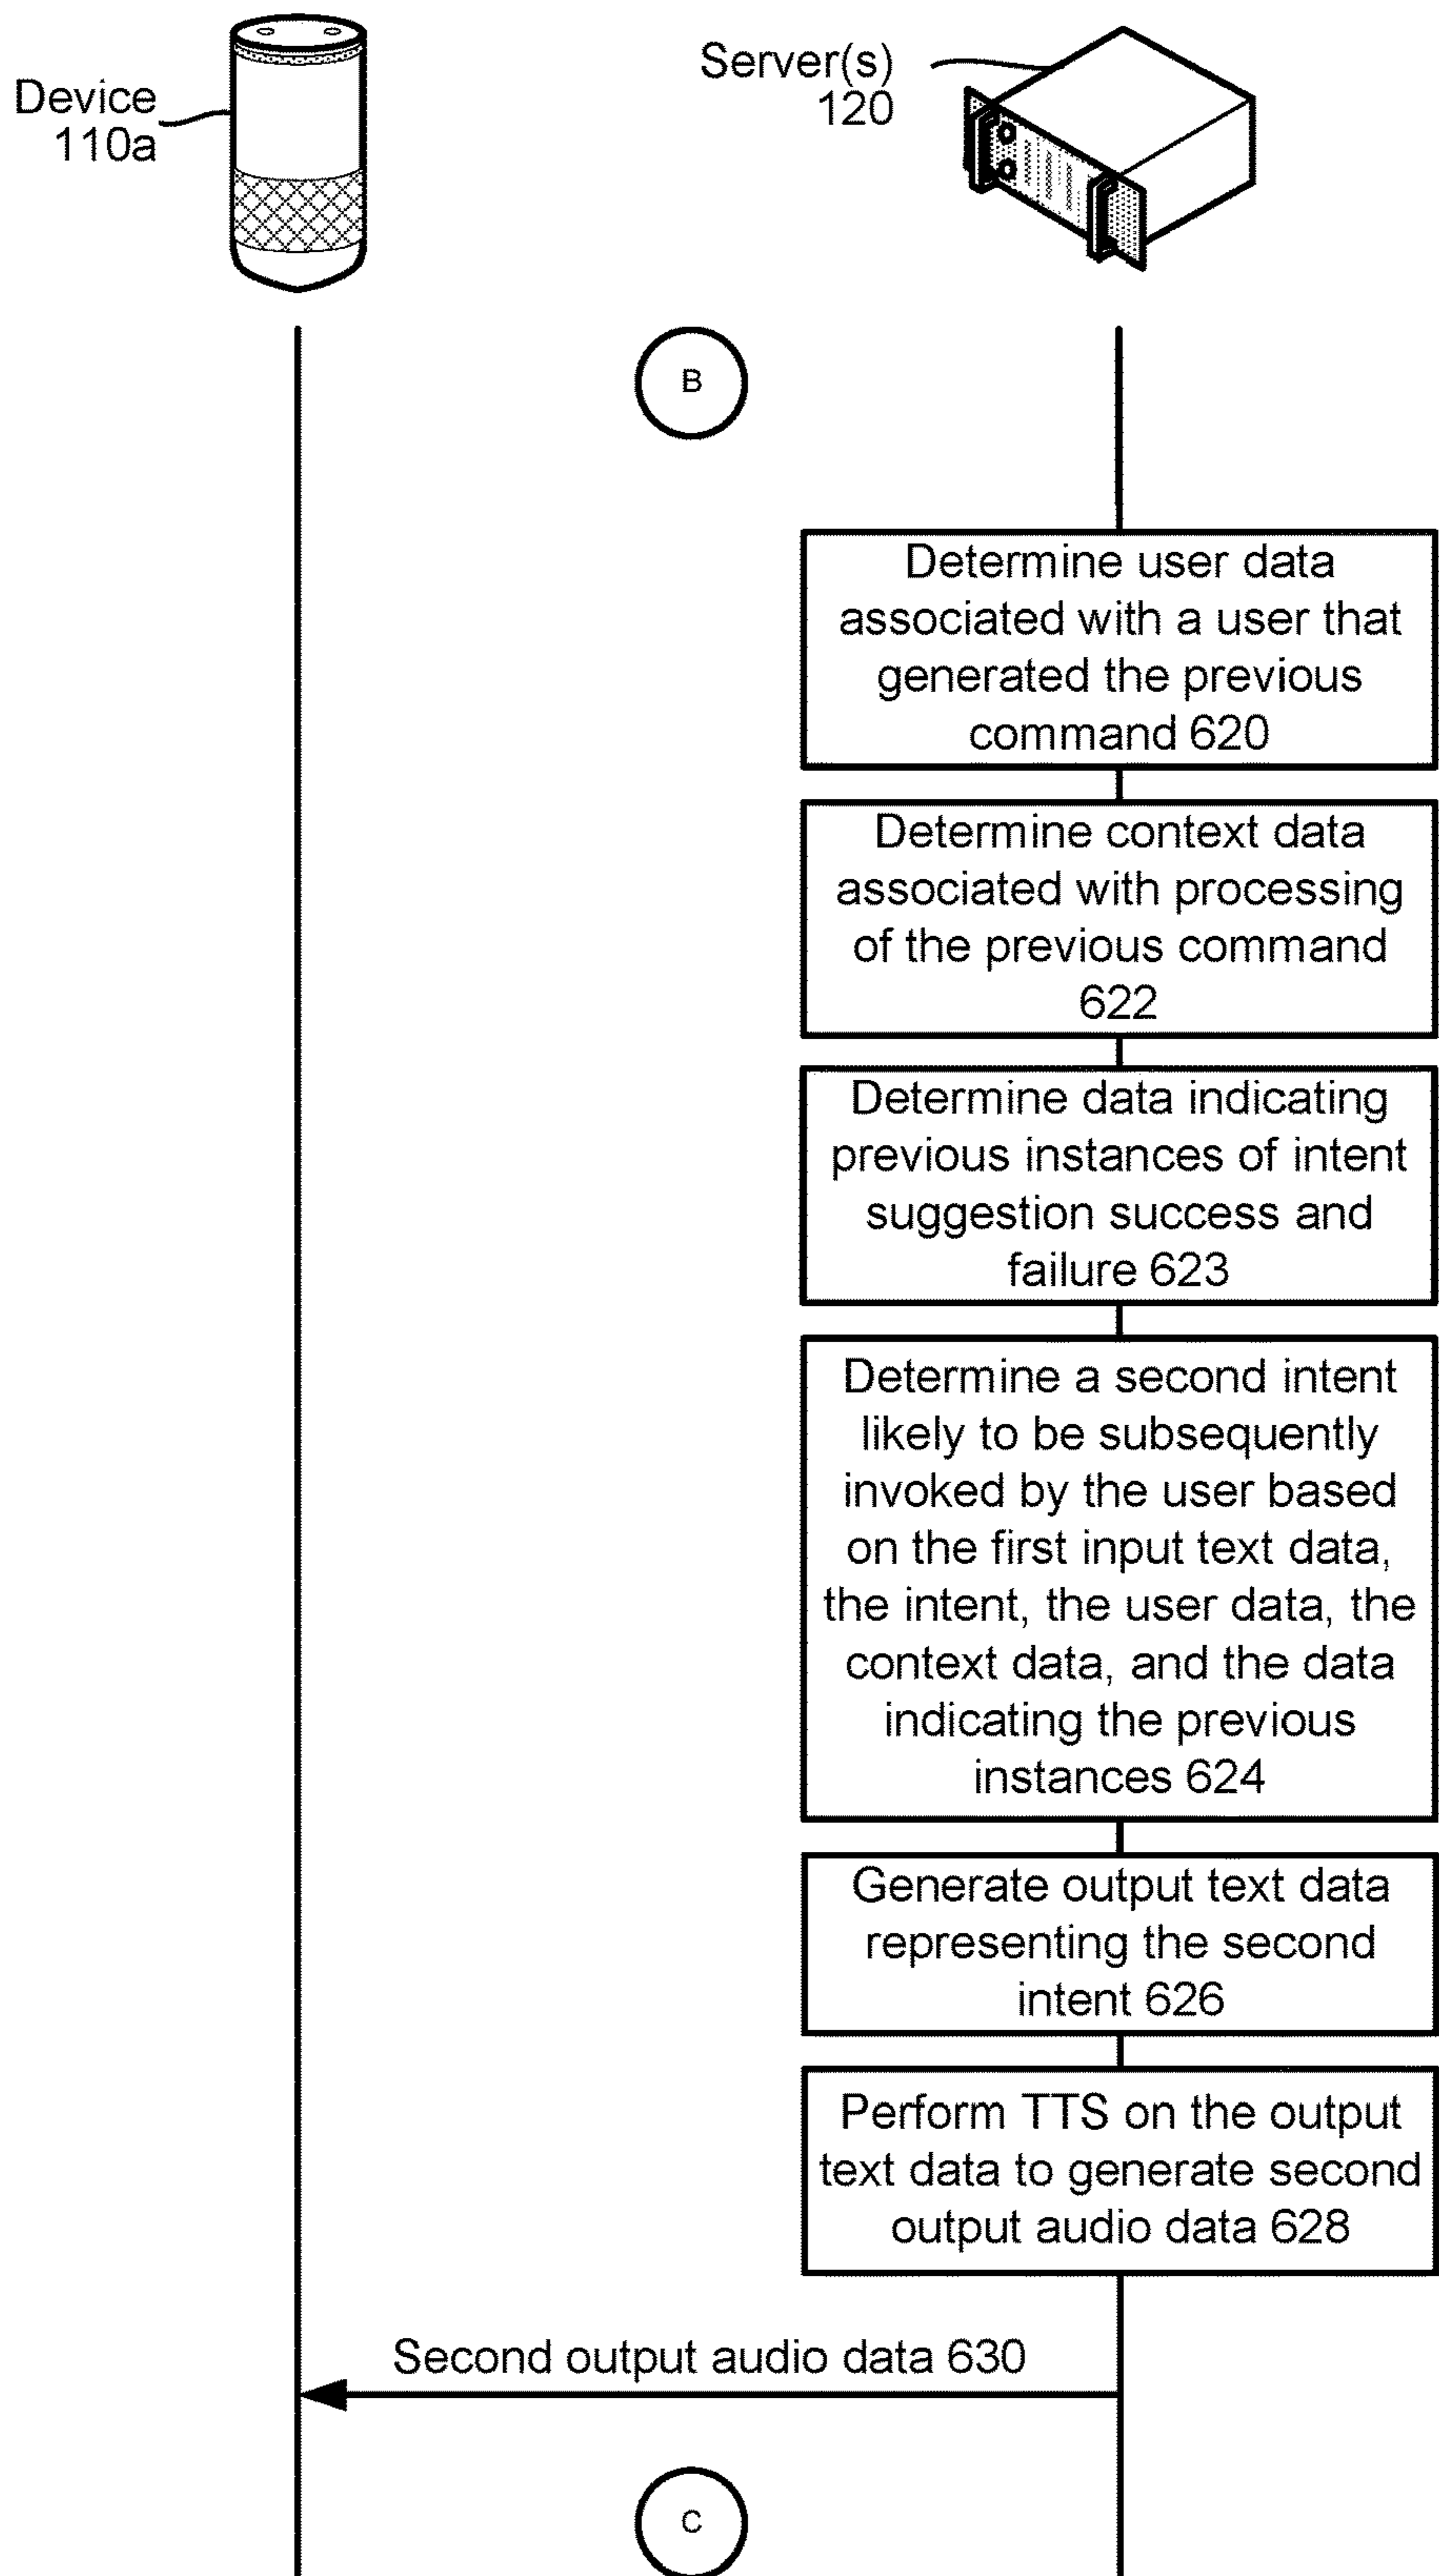 Device
110a
Server(s)
120
B
Determine user data
associated with a user that
generated the previous
command 620
Determine context data
associated with processing
of the previous command
622
Determine data indicating
previous instances of intent
suggestion success and
failure 623
Determine a second intent
likely to be subsequently
invoked by the user based
on the first input text data,
the intent, the user data, the
context data, and the data
indicating the previous
instances 624
Generate output text data
representing the second
intent 626
Perform TTS on the output
text data to generate second
output audio data 628
Second output audio data 630
C